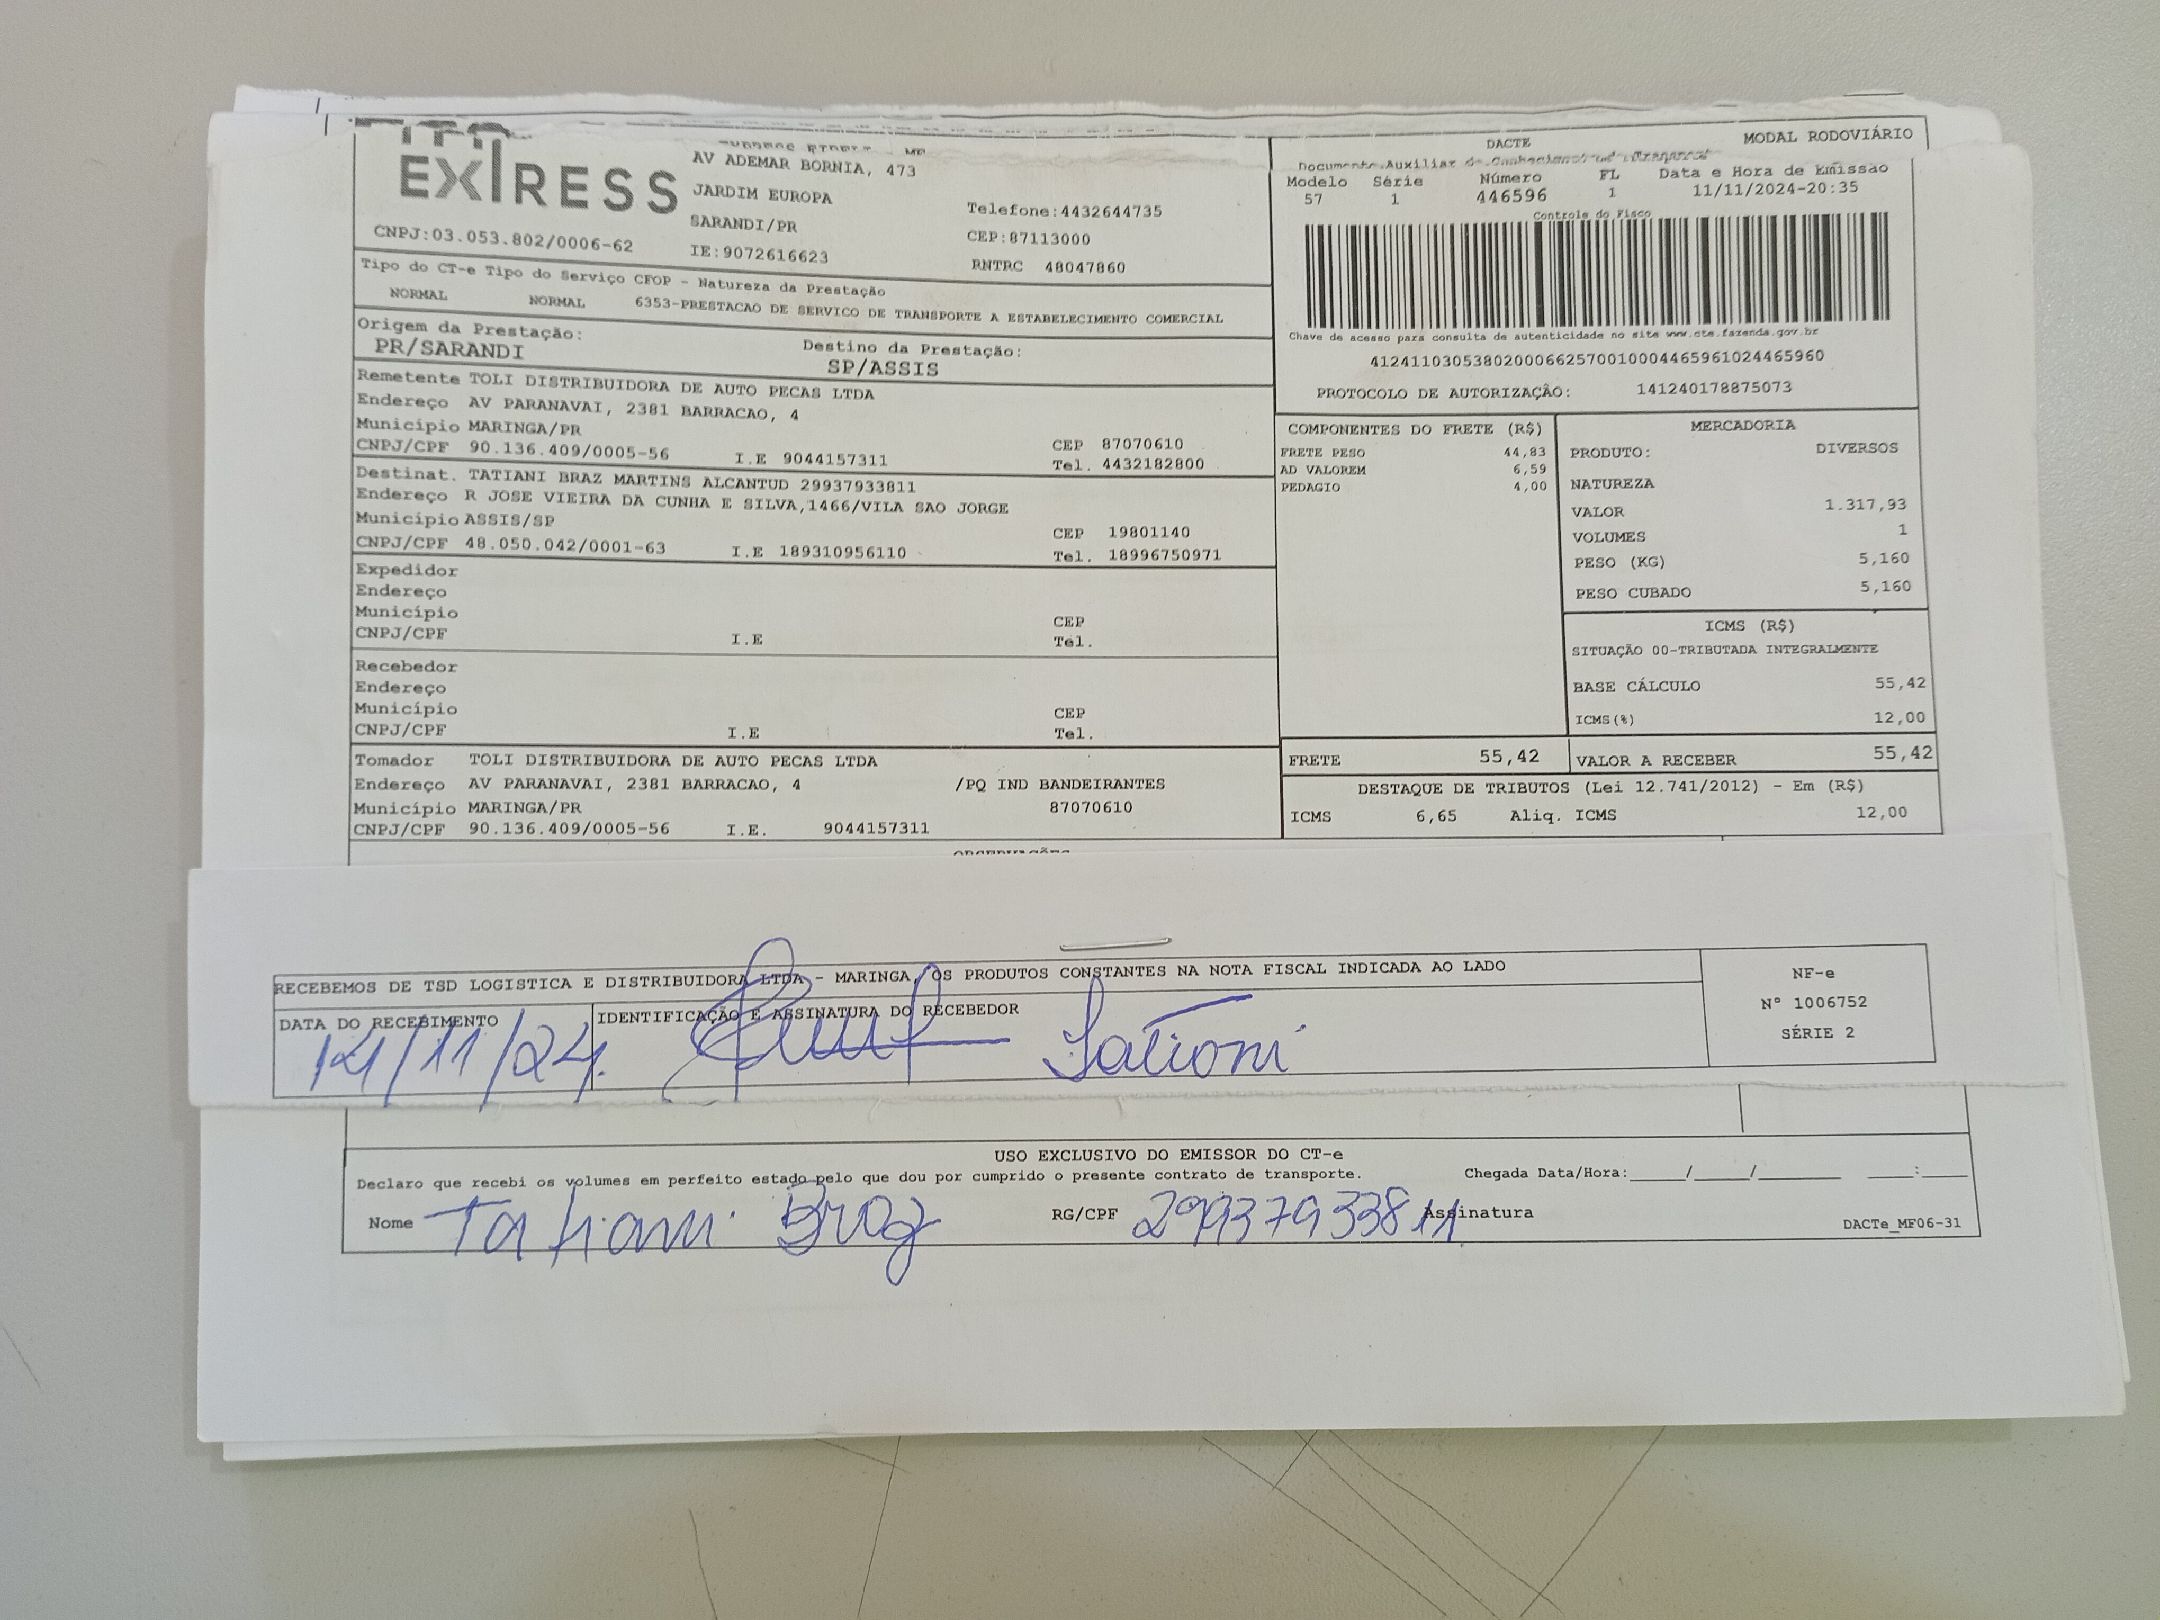 EXPRESS
AV ADEMAR BORNIA, 473
JARDIM EUROPA
SARANDI/PR
Telefone:4432644735
CEP:87113000
CNPJ:03.053.802/0006-62
IE:9072616623
RNTRC 48047860
Tipo do CT-e Tipo do Serviço CFOP - Natureza da Prestação
NORMAL NORMAL 6353-PRESTACAO DE SERVICO DE TRANSPORTE A ESTABELECIMENTO COMERCIAL
Origem da Prestação:
PR/SARANDI
Destino da Prestação:
SP/ASSIS
Remetente TOLI DISTRIBUIDORA DE AUTO PECAS LTDA
Endereço AV PARANAVAI, 2381 BARRACAO, 4
Município MARINGA/PR
CEP 87070610
CNPJ/CPF 90.136.409/0005-56 I.E 9044157311 Tel. 4432182800
Destinat. TATIANI BRAZ MARTINS ALCANTUD 29937933811
Endereço R JOSE VIEIRA DA CUNHA E SILVA,1466/VILA SAO JORGE
Município ASSIS/SP CEP 19801140
CNPJ/CPF 48.050.042/0001-63 I.E 189310956110 Tel. 18996750971
Expedidor
Endereço
Município CEP
CNPJ/CPF I.E Tel.
Recebedor
Endereço
Município CEP
CNPJ/CPF I.E Tel.
Tomador TOLI DISTRIBUIDORA DE AUTO PECAS LTDA
Endereço AV PARANAVAI, 2381 BARRACAO, 4 /PQ IND BANDEIRANTES
Município MARINGA/PR 87070610
CNPJ/CPF 90.136.409/0005-56 I.E. 9044157311
DACTE MODAL RODOVIÁRIO
Documento Auxiliar do Conhecimento de Transporte
Modelo Série Número FL Data e Hora de Emissão
57 1 446596 1 11/11/2024-20:35
Controle do Fisco
Chave de acesso para consulta de autenticidade no site www.cte.fazenda.gov.br
41241103053802000662570010004465961024465960
PROTOCOLO DE AUTORIZAÇÃO: 141240178875073
COMPONENTES DO FRETE (R$)
FRETE PESO 44,83
AD VALOREM 6,59
PEDAGIO 4,00
MERCADORIA
PRODUTO: DIVERSOS
NATUREZA
VALOR 1.317,93
VOLUMES 1
PESO (KG) 5,160
PESO CUBADO 5,160
ICMS (R$)
SITUAÇÃO 00-TRIBUTADA INTEGRALMENTE
BASE CÁLCULO 55,42
ICMS(%) 12,00
FRETE 55,42 VALOR A RECEBER 55,42
DESTAQUE DE TRIBUTOS (Lei 12.741/2012) - Em (R$)
ICMS 6,65 Aliq. ICMS 12,00
RECEBEMOS DE TSD LOGISTICA E DISTRIBUIDORA LTDA - MARINGA, OS PRODUTOS CONSTANTES NA NOTA FISCAL INDICADA AO LADO
DATA DO RECEBIMENTO IDENTIFICAÇÃO E ASSINATURA DO RECEBEDOR
14/11/24. Tatiani
NF-e
N° 1006752
SÉRIE 2
USO EXCLUSIVO DO EMISSOR DO CT-e
Declaro que recebi os volumes em perfeito estado pelo que dou por cumprido o presente contrato de transporte. Chegada Data/Hora:_____/_____/_______ ____:____
Nome Tatiani Braz RG/CPF 29937933811 Assinatura
DACTe_MF06-31